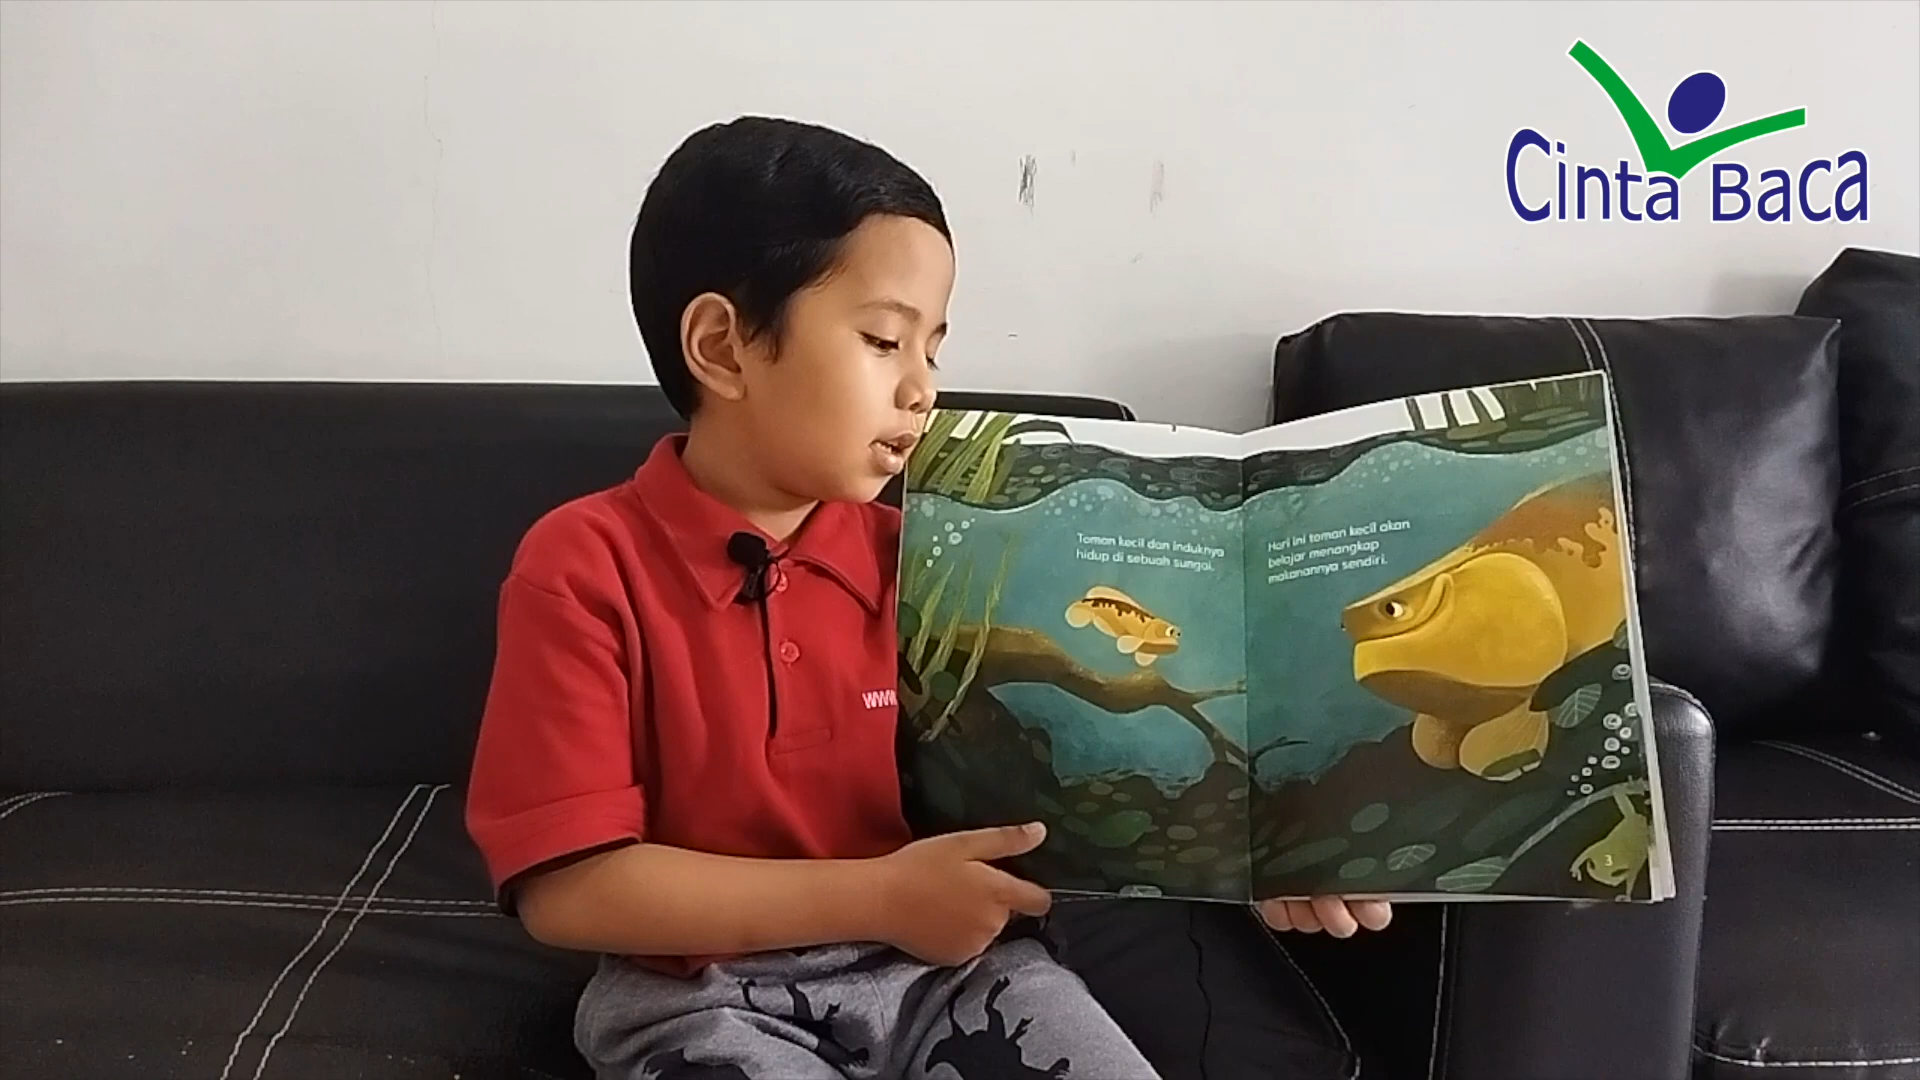 Cinta Baca
Toman kecil dan induknya
hidup di sebuah sungai.
Hari ini toman kecil akan
belajar menangkap
makanannya sendiri.
www
3